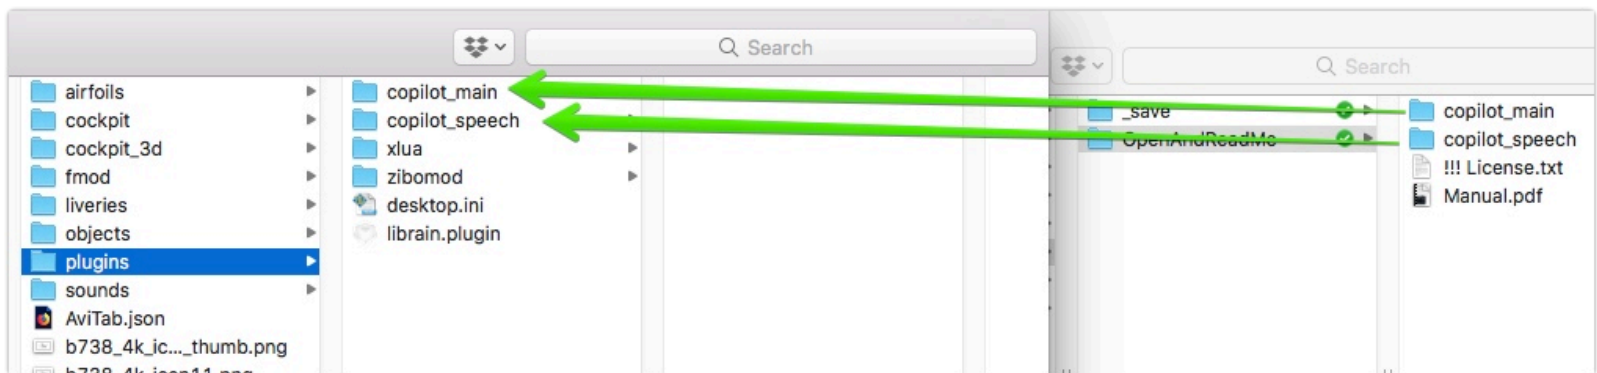 Search
airfoils
cockpit
cockpit_3d
fmod
liveries
objects
plugins
sounds
AviTab.json
b738_4k_ic..._thumb.png
copilot_main
copilot_speech
xlua
zibomod
desktop.ini
librain.plugin
Search
_save
OpenAndReadMe
copilot_main
copilot_speech
!!! License.txt
Manual.pdf